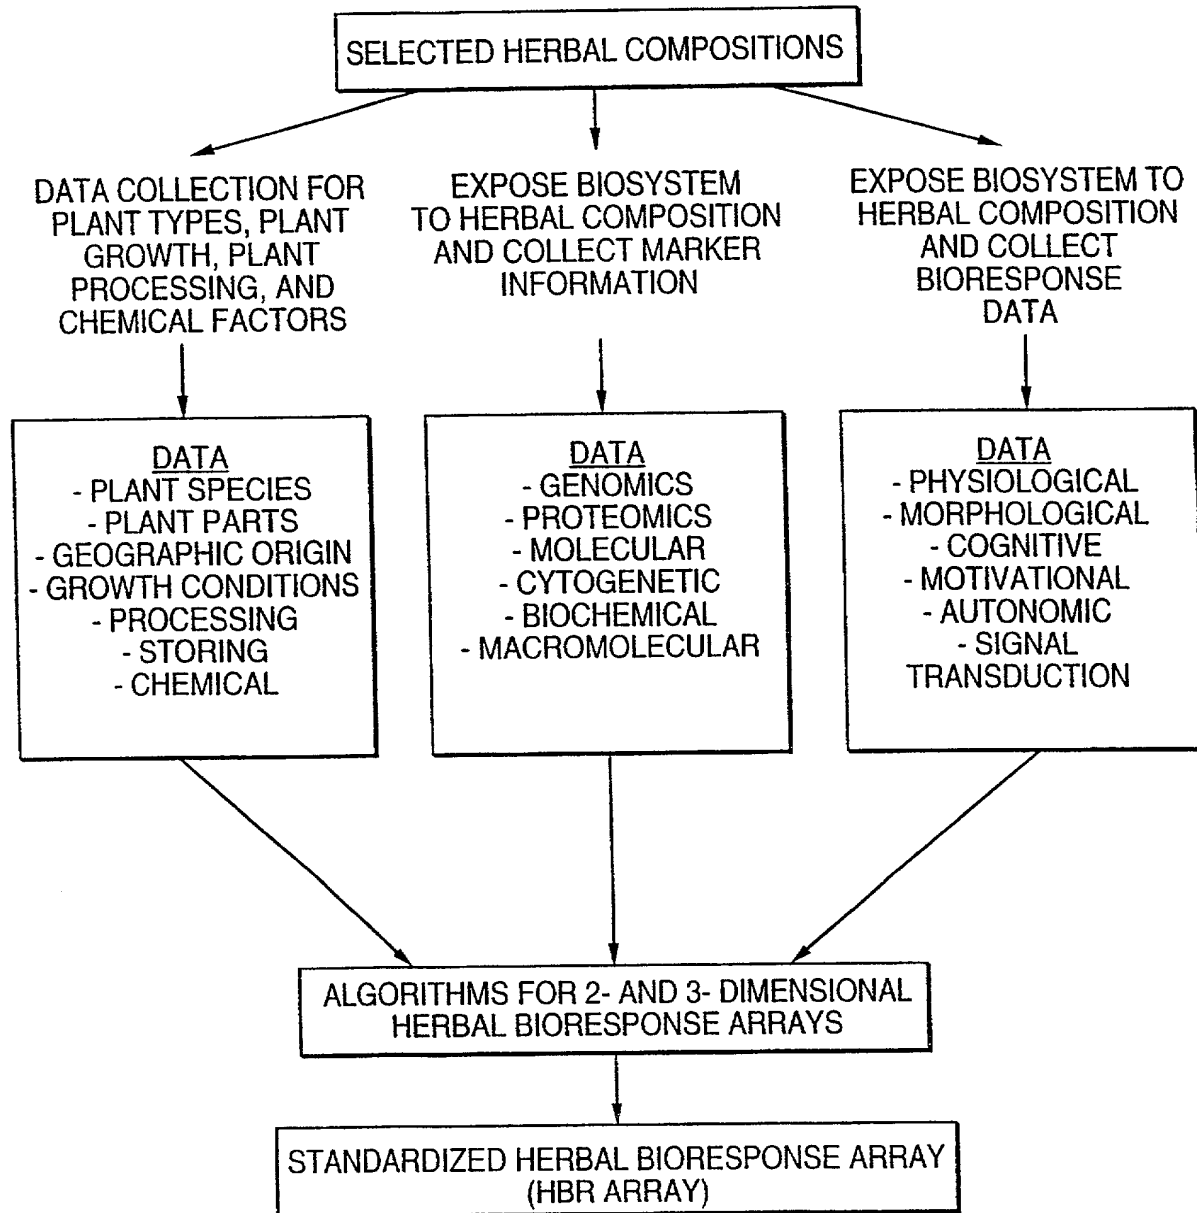 SELECTED HERBAL COMPOSITIONS
DATA COLLECTION FOR
PLANT TYPES, PLANT
GROWTH, PLANT
PROCESSING, AND
CHEMICAL FACTORS
EXPOSE BIOSYSTEM
TO HERBAL COMPOSITION
AND COLLECT MARKER
INFORMATION
EXPOSE BIOSYSTEM TO
HERBAL COMPOSITION
AND COLLECT
BIORESPONSE
DATA
DATA
- PLANT SPECIES
- PLANT PARTS
- GEOGRAPHIC ORIGIN
- GROWTH CONDITIONS
- PROCESSING
- STORING
- CHEMICAL
DATA
- GENOMICS
- PROTEOMICS
- MOLECULAR
- CYTOGENETIC
- BIOCHEMICAL
- MACROMOLECULAR
DATA
- PHYSIOLOGICAL
- MORPHOLOGICAL
- COGNITIVE
- MOTIVATIONAL
- AUTONOMIC
- SIGNAL
TRANSDUCTION
ALGORITHMS FOR 2- AND 3- DIMENSIONAL
HERBAL BIORESPONSE ARRAYS
STANDARDIZED HERBAL BIORESPONSE ARRAY
(HBR ARRAY)